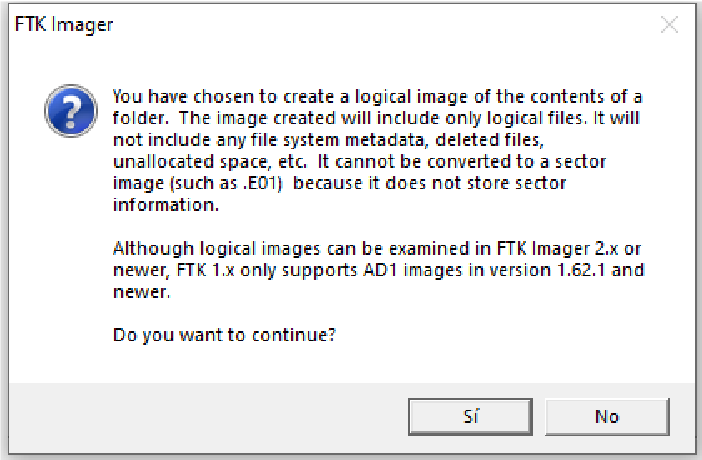 FTK Imager
You have chosen to create a logical image of the contents of a
folder.  The image created will include only logical files. It will
not include any file system metadata, deleted files,
unallocated space, etc.  It cannot be converted to a sector
image (such as .E01)  because it does not store sector
information.
Although logical images can be examined in FTK Imager 2.x or
newer, FTK 1.x only supports AD1 images in version 1.62.1 and
newer.
Do you want to continue?
Sí
No